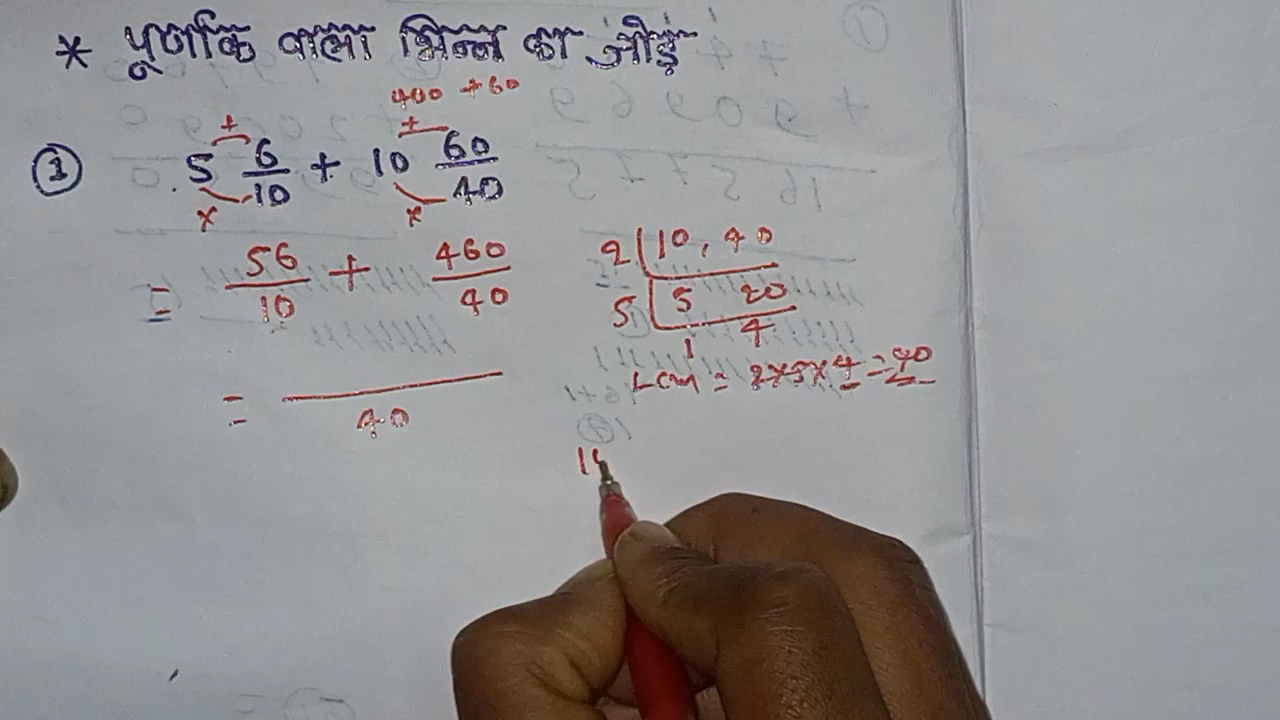 * पूर्णांक वाला भिन्न का जोड़
400 + 60
① 5 6/10 + 10 60/40
+ +
× ×
= 56/10 + 460/40
= /40
2 | 10, 40
5 | 5 20
1 4
LCM = 2×5×4 = 40